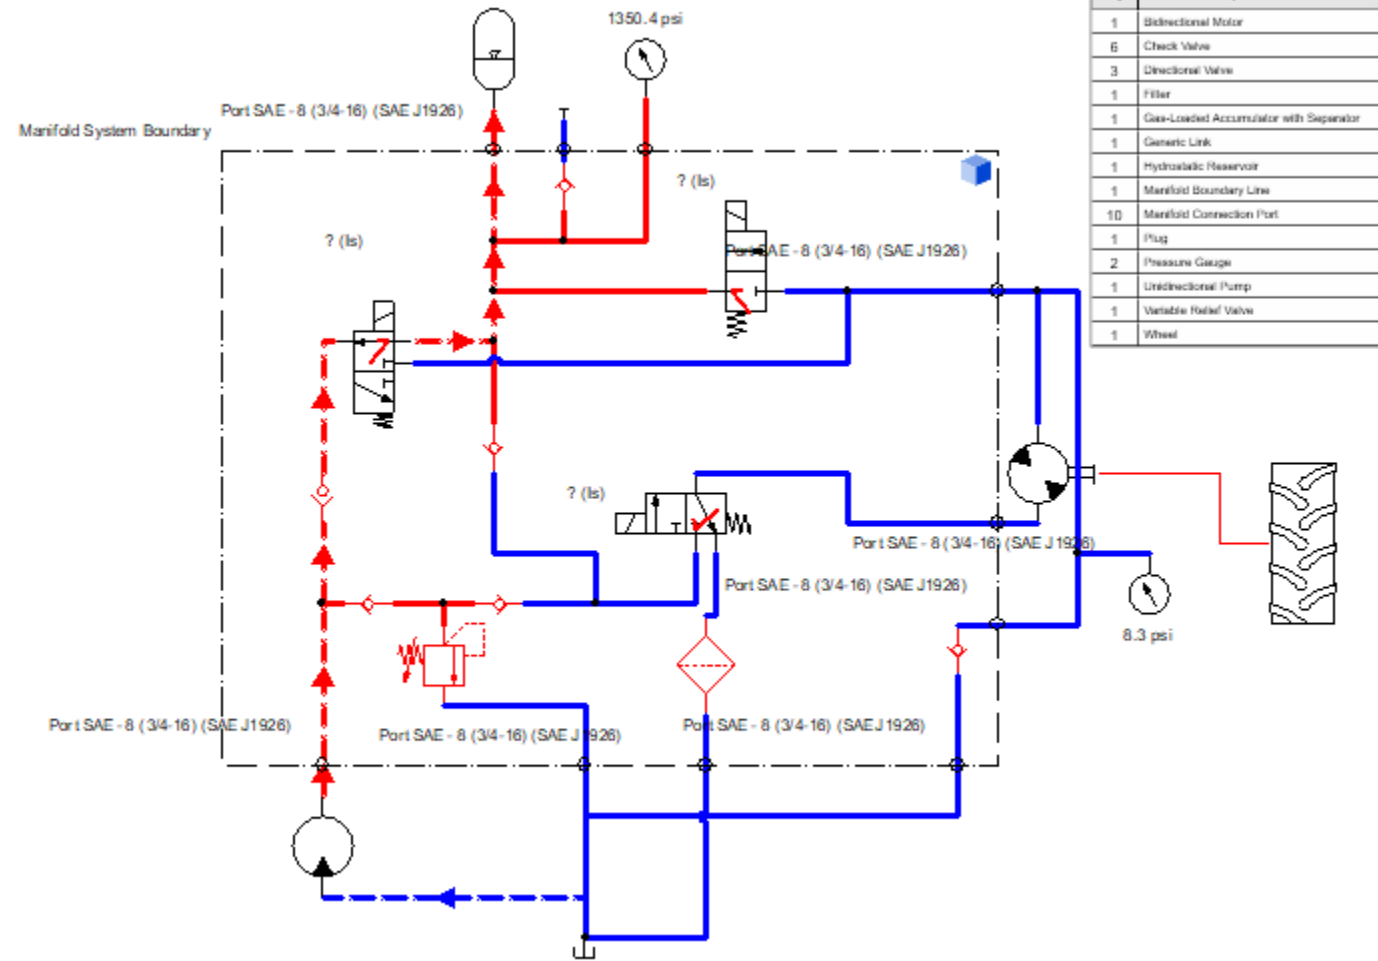 1350.4 psi
Port SAE - 8 (3/4-16) (SAE J1926)
Manifold System Boundary
? (ls)
? (ls)
Port SAE - 8 (3/4-16) (SAE J1926)
? (ls)
Port SAE - 8 (3/4-16) (SAE J1926)
Port SAE - 8 (3/4-16) (SAE J1926)
8.3 psi
Port SAE - 8 (3/4-16) (SAE J1926)
Port SAE - 8 (3/4-16) (SAE J1926)
Port SAE - 8 (3/4-16) (SAE J1926)
1 Bidirectional Motor
6 Check Valve
3 Directional Valve
1 Filter
1 Gas-Loaded Accumulator with Separator
1 Generic Link
1 Hydrostatic Reservoir
1 Manifold Boundary Line
10 Manifold Connection Port
1 Plug
2 Pressure Gauge
1 Unidirectional Pump
1 Variable Relief Valve
1 Wheel